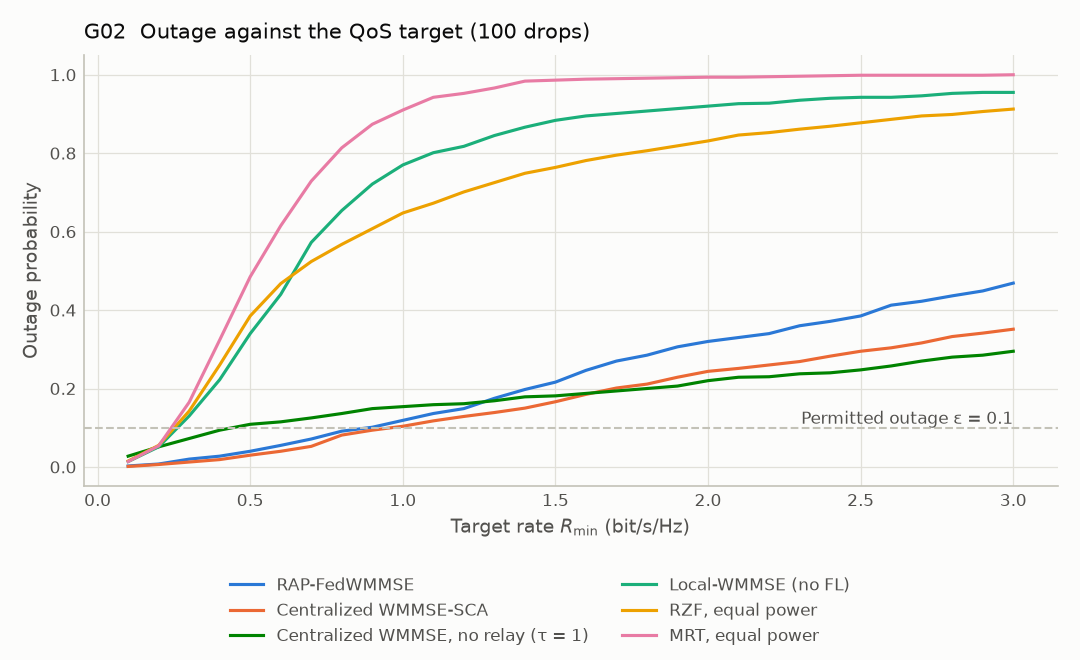 G02 Outage against the QoS target (100 drops)
Outage probability
1.0
0.8
0.6
0.4
0.2
0.0
Permitted outage ε = 0.1
0.0 0.5 1.0 1.5 2.0 2.5 3.0
Target rate Rmin (bit/s/Hz)
RAP-FedWMMSE
Centralized WMMSE-SCA
Centralized WMMSE, no relay (τ = 1)
Local-WMMSE (no FL)
RZF, equal power
MRT, equal power